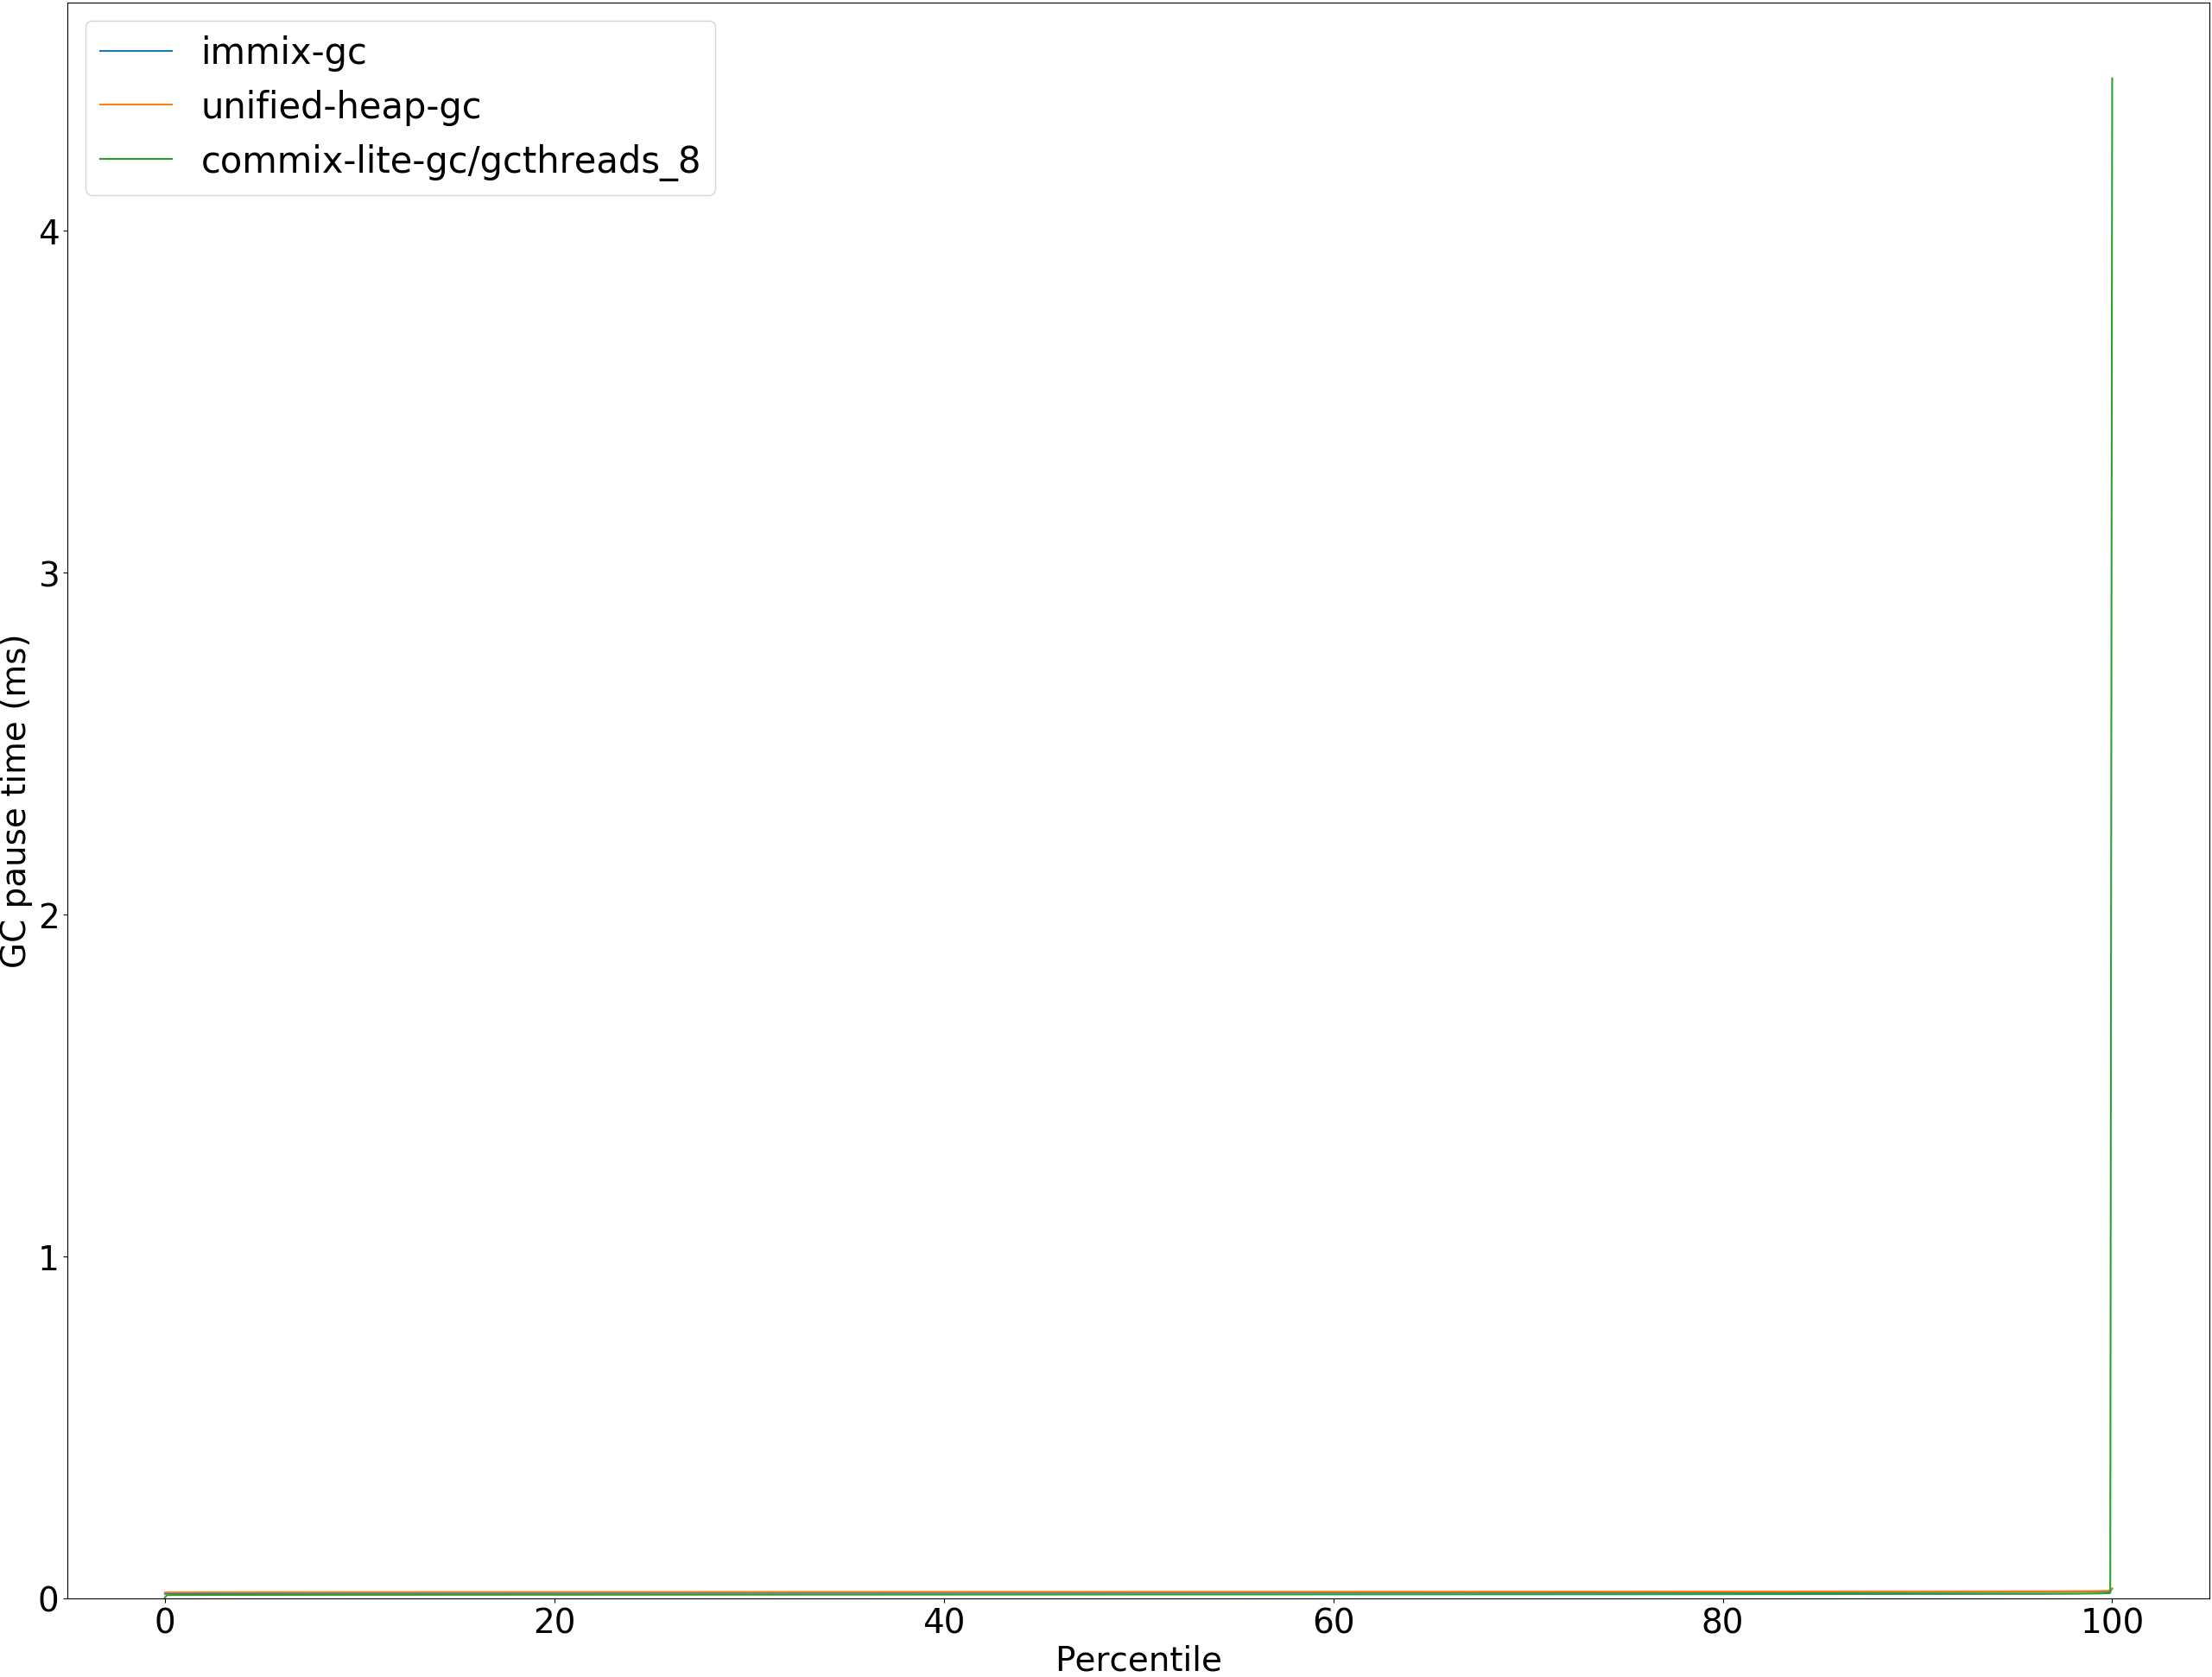 immix-gc
unified-heap-gc
commix-lite-gc/gcthreads_8
GC pause time (ms)
4
3
2
1
0
0 20 40 60 80 100
Percentile